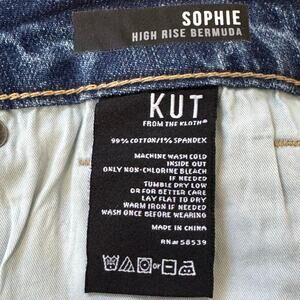 SOPHIE
HIGH RISE BERMUDA
KUT
FROM THE KLOTH®
99% COTTON/1% SPANDEX
MACHINE WASH COLD
INSIDE OUT
ONLY NON-CHLORINE BLEACH
IF NEEDED
TUMBLE DRY LOW
OR FOR BETTER CARE
LAY FLAT TO DRY
WARM IRON IF NEEDED
WASH ONCE BEFORE WEARING
MADE IN CHINA
RN# 58539
OR